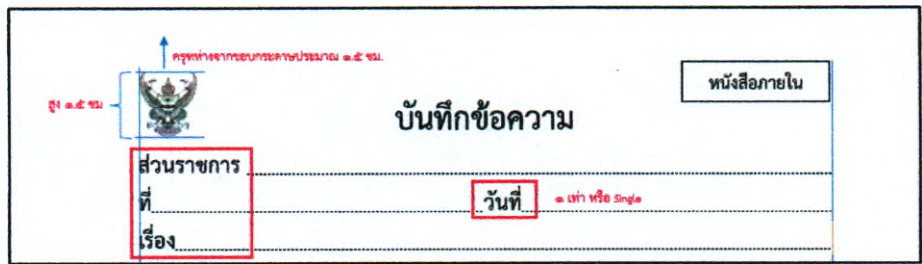 ครุฑห่างจากขอบกระดาษประมาณ ๑.๕ ซม.
หนังสือภายใน
สูง ๑.๕ ซม
บันทึกข้อความ
ส่วนราชการ
ที่ วันที่ ๑ เท่า หรือ Single
เรื่อง